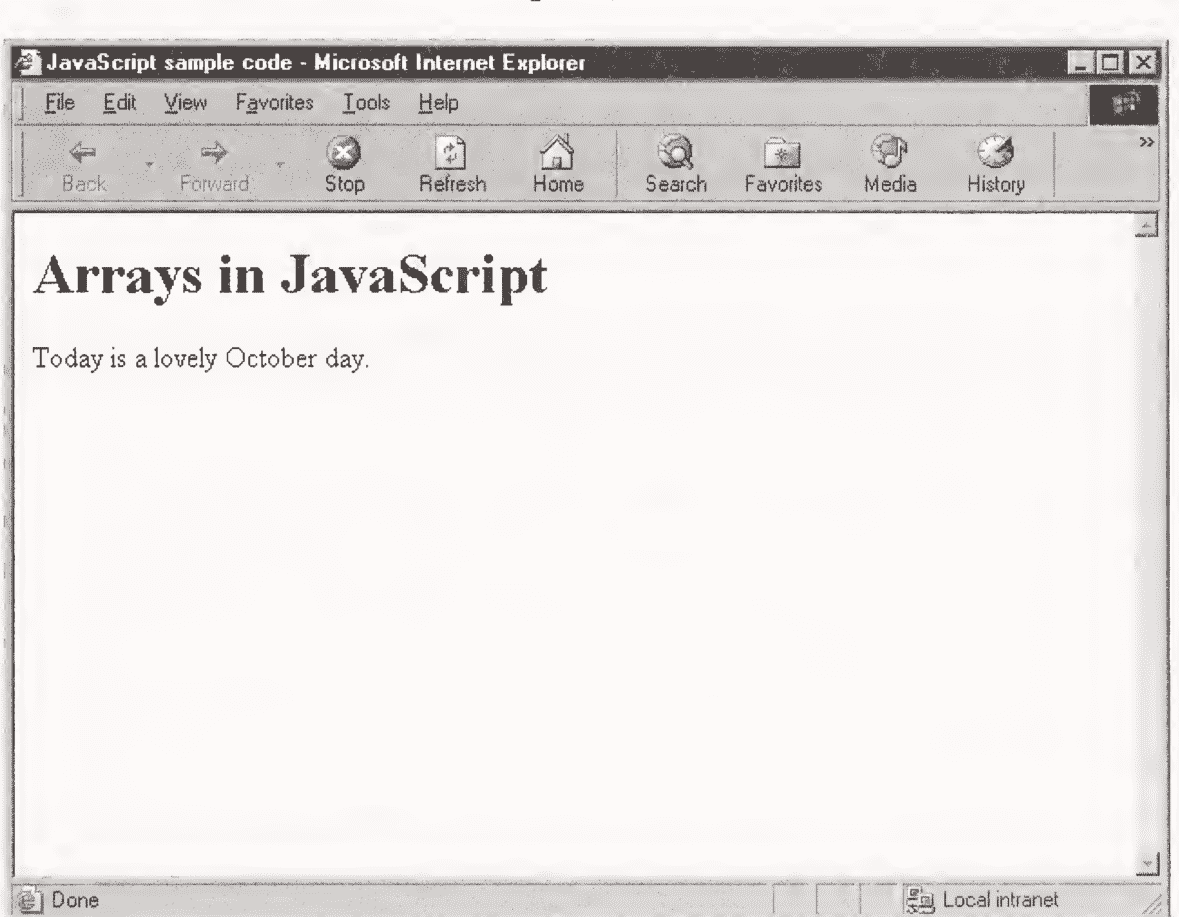 JavaScript sample code - Microsoft Internet Explorer
File Edit View Favorites Tools Help
Back Forward Stop Refresh Home Search Favorites Media History »
Arrays in JavaScript
Today is a lovely October day.
Done Local intranet